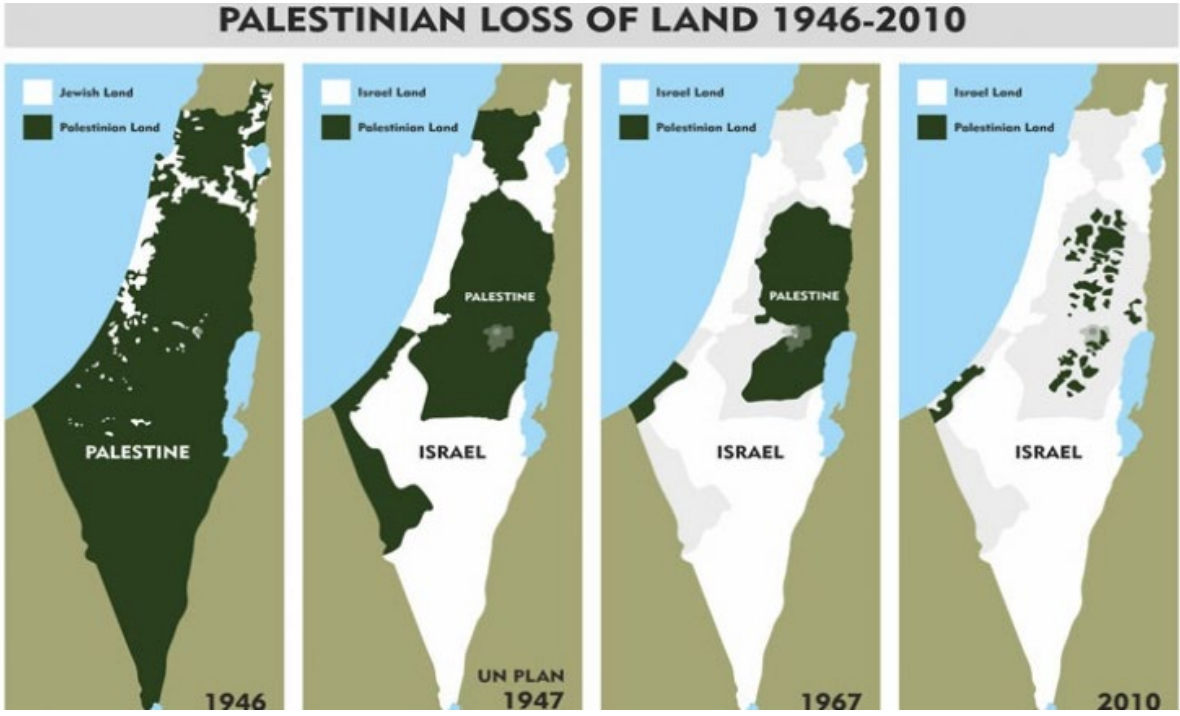 PALESTINIAN LOSS OF LAND 1946-2010
Jewish Land
Palestinian Land
PALESTINE
1946
Israel Land
Palestinian Land
PALESTINE
ISRAEL
UN PLAN
1947
Israel Land
Palestinian Land
PALESTINE
ISRAEL
1967
Israel Land
Palestinian Land
ISRAEL
2010